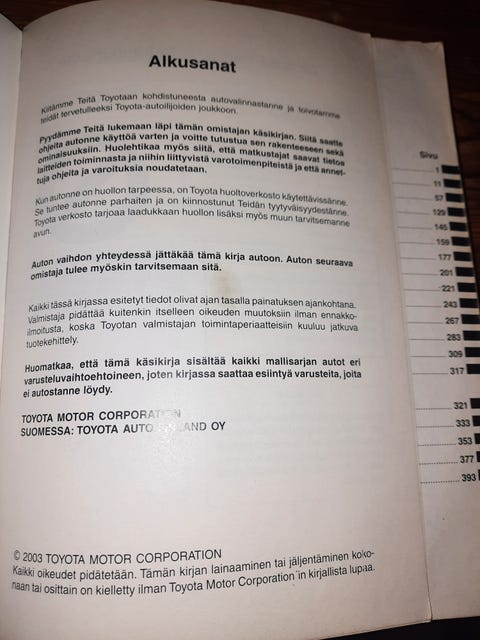 Alkusanat
Kiitämme Teitä Toyotaan kohdistuneesta autovalinnastanne ja toivotamme
teidät tervetulleeksi Toyota-autoilijoiden joukkoon.
Pyydämme Teitä lukemaan läpi tämän omistajan käsikirjan. Siitä saatte
ohjeita autonne käyttöä varten ja voitte tutustua sen rakenteeseen sekä
ominaisuuksiin. Huolehtikaa myös siitä, että matkustajat saavat tietoa
laitteiden toiminnasta ja niihin liittyvistä varotoimenpiteistä ja että annet-
tuja ohjeita ja varoituksia noudatetaan.
Kun autonne on huollon tarpeessa, on Toyota huoltoverkosto käytettävissänne.
Se tuntee autonne parhaiten ja on kiinnostunut Teidän tyytyväisyydestänne.
Toyota verkosto tarjoaa laadukkaan huollon lisäksi myös muun tarvitsemanne
avun.
Auton vaihdon yhteydessä jättäkää tämä kirja autoon. Auton seuraava
omistaja tulee myöskin tarvitsemaan sitä.
Kaikki tässä kirjassa esitetyt tiedot olivat ajan tasalla painatuksen ajankohtana.
Valmistaja pidättää kuitenkin itselleen oikeuden muutoksiin ilman ennakko-
ilmoitusta, koska Toyotan valmistajan toimintaperiaatteisiin kuuluu jatkuva
tuotekehittely.
Huomatkaa, että tämä käsikirja sisältää kaikki mallisarjan autot eri
varusteluvaihtoehtoineen, joten kirjassa saattaa esiintyä varusteita, joita
ei autostanne löydy.
TOYOTA MOTOR CORPORATION
SUOMESSA: TOYOTA AUTO FINLAND OY
© 2003 TOYOTA MOTOR CORPORATION
Kaikki oikeudet pidätetään. Tämän kirjan lainaaminen tai jäljentäminen koko-
naan tai osittain on kielletty ilman Toyota Motor Corporation'in kirjallista lupaa.
Sivu
1
11
57
129
145
159
177
201
221
243
267
283
309
317
321
333
353
377
393